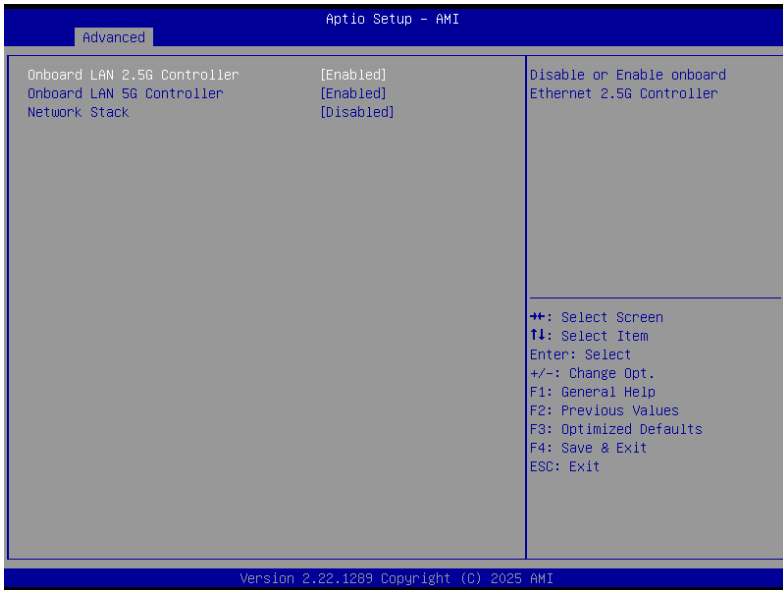 Aptio Setup – AMI
Advanced
Onboard LAN 2.5G Controller [Enabled]
Onboard LAN 5G Controller [Enabled]
Network Stack [Disabled]
Disable or Enable onboard
Ethernet 2.5G Controller
→←: Select Screen
↑↓: Select Item
Enter: Select
+/-: Change Opt.
F1: General Help
F2: Previous Values
F3: Optimized Defaults
F4: Save & Exit
ESC: Exit
Version 2.22.1289 Copyright (C) 2025 AMI